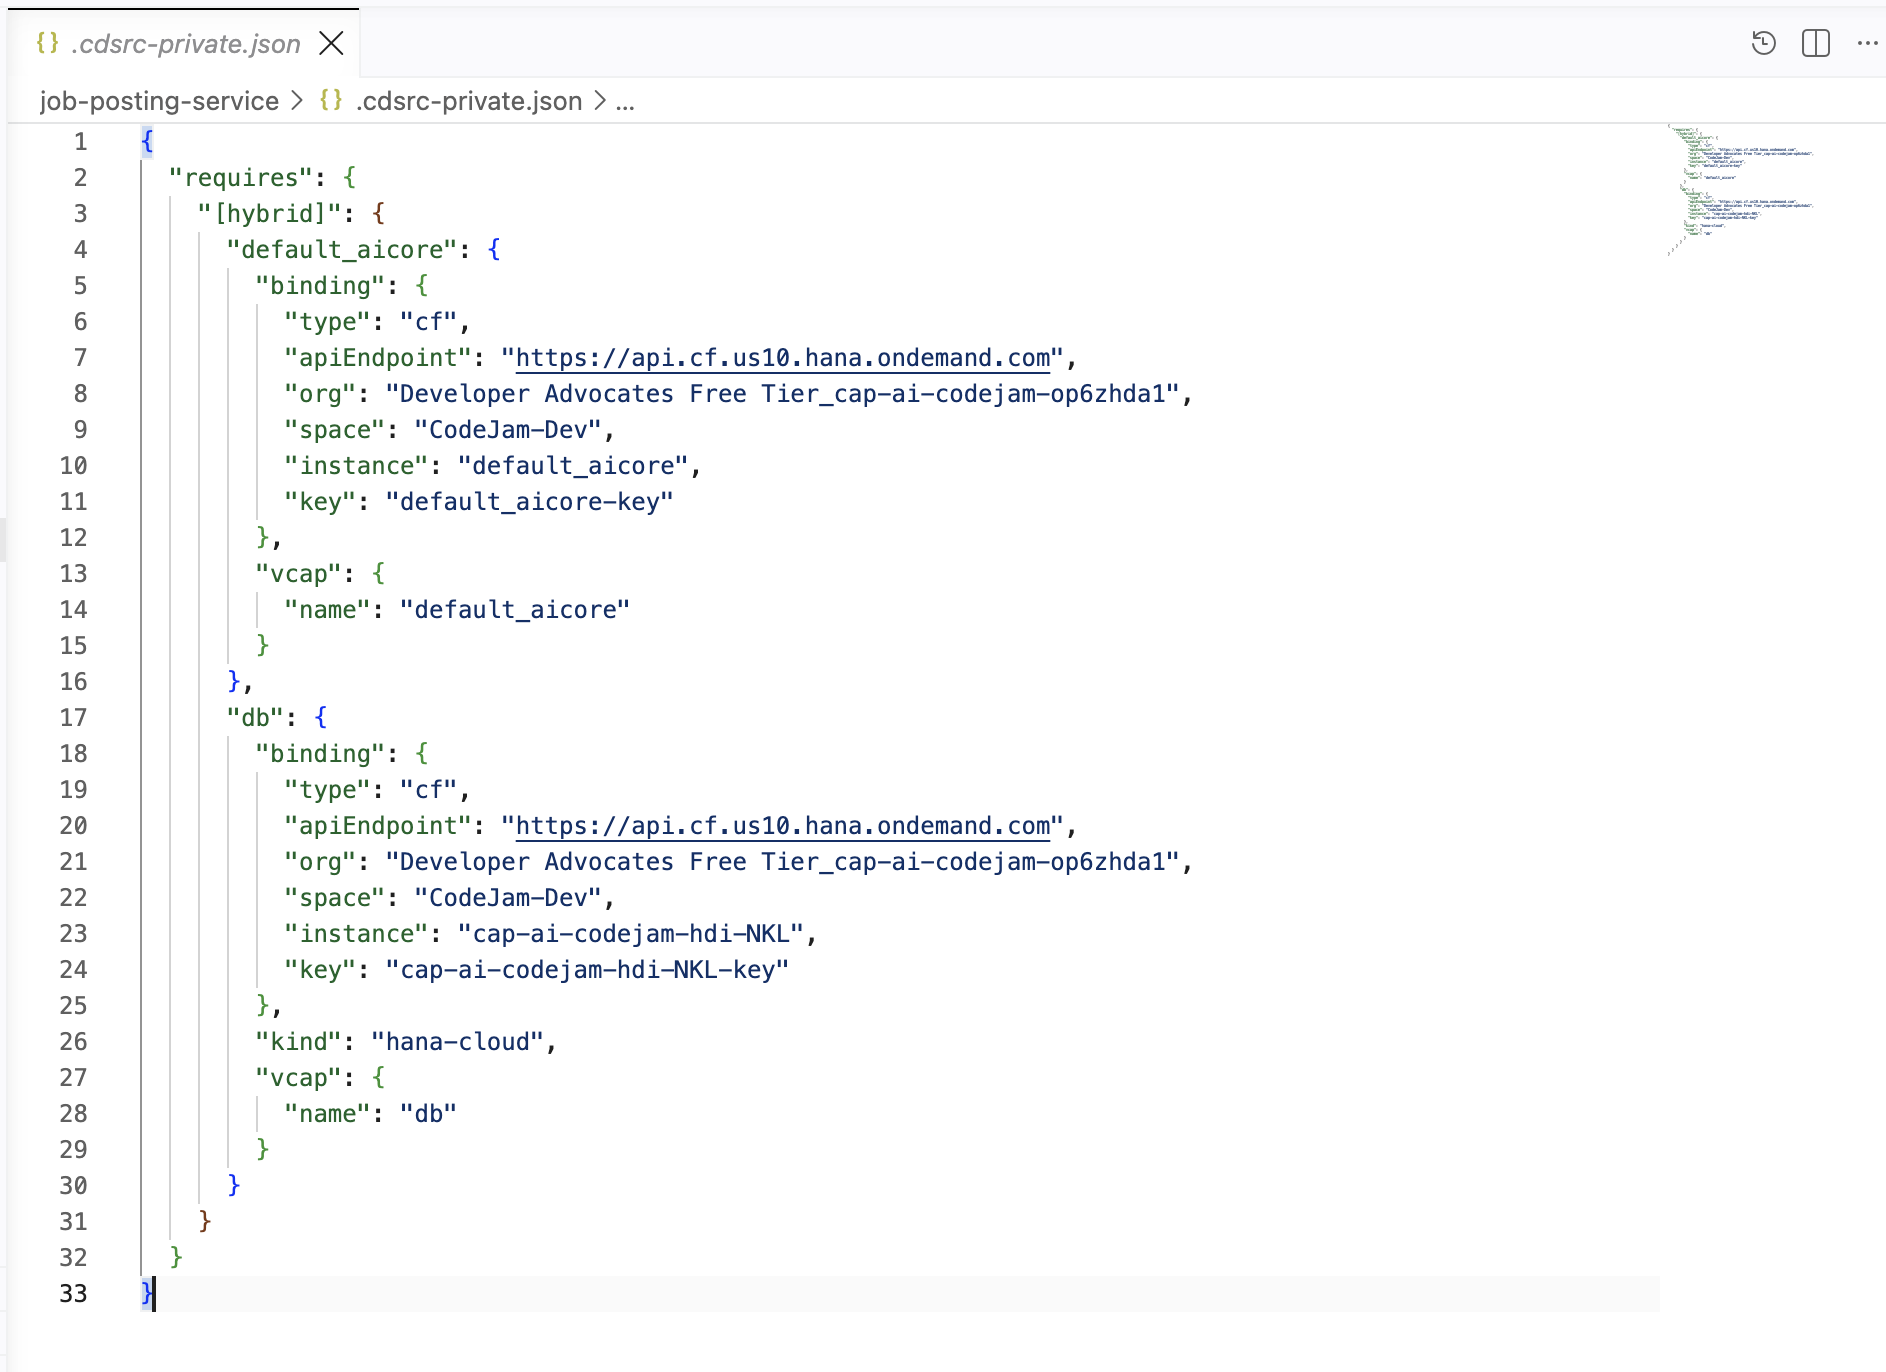 {} .cdsrc-private.json
job-posting-service > {} .cdsrc-private.json > ...
1 {
2   "requires": {
3     "[hybrid]": {
4       "default_aicore": {
5         "binding": {
6           "type": "cf",
7           "apiEndpoint": "https://api.cf.us10.hana.ondemand.com",
8           "org": "Developer Advocates Free Tier_cap-ai-codejam-op6zhda1",
9           "space": "CodeJam-Dev",
10           "instance": "default_aicore",
11           "key": "default_aicore-key"
12         },
13         "vcap": {
14           "name": "default_aicore"
15         }
16       },
17       "db": {
18         "binding": {
19           "type": "cf",
20           "apiEndpoint": "https://api.cf.us10.hana.ondemand.com",
21           "org": "Developer Advocates Free Tier_cap-ai-codejam-op6zhda1",
22           "space": "CodeJam-Dev",
23           "instance": "cap-ai-codejam-hdi-NKL",
24           "key": "cap-ai-codejam-hdi-NKL-key"
25         },
26         "kind": "hana-cloud",
27         "vcap": {
28           "name": "db"
29         }
30       }
31     }
32   }
33 }